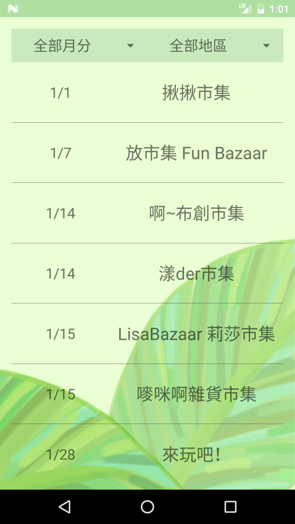 1:01
全部月分 全部地區
1/1 揪揪市集
1/7 放市集 Fun Bazaar
1/14 啊~布創市集
1/14 漾der市集
1/15 LisaBazaar 莉莎市集
1/15 嘜咪啊雜貨市集
1/28 來玩吧!